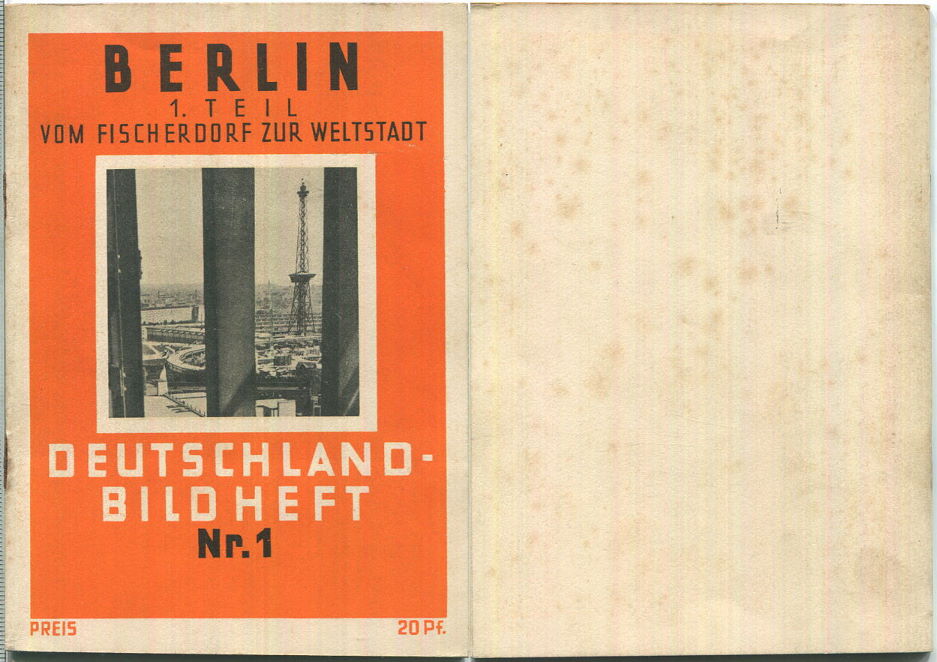 BERLIN
1. TEIL
VOM FISCHERDORF ZUR WELTSTADT
DEUTSCHLAND-
BILDHEFT
Nr. 1
PREIS 20 Pf.